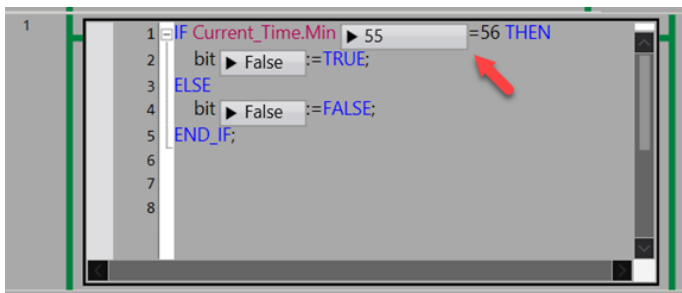 1
1 IF Current_Time.Min ▶ 55 =56 THEN
2 bit ▶ False :=TRUE;
3 ELSE
4 bit ▶ False :=FALSE;
5 END_IF;
6
7
8